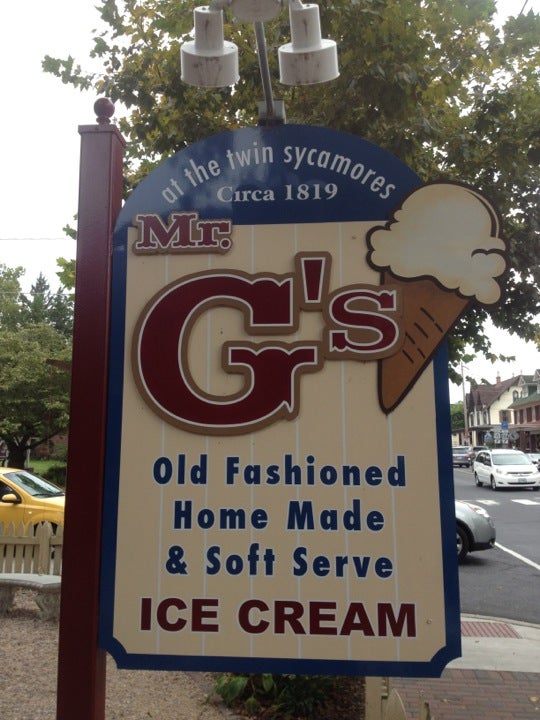 at the twin sycamores
Circa 1819
Mr.
G's
Old Fashioned
Home Made
& Soft Serve
ICE CREAM